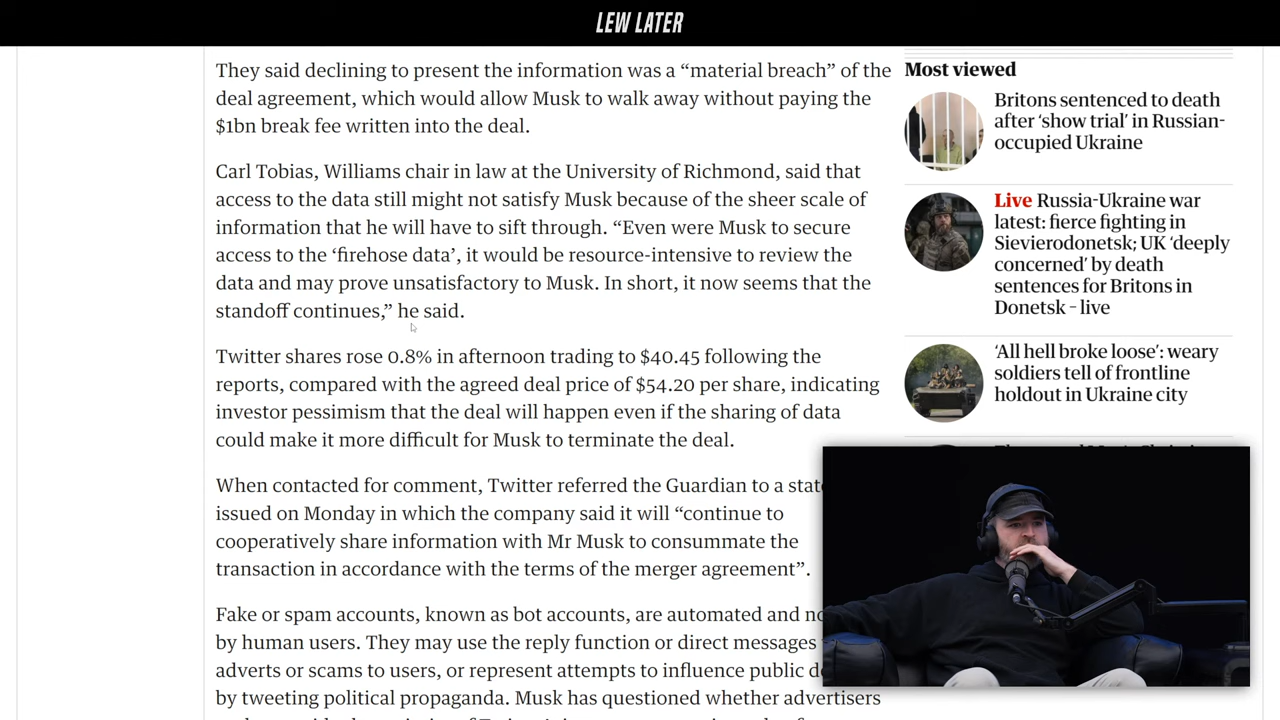 LEW LATER
They said declining to present the information was a “material breach” of the
deal agreement, which would allow Musk to walk away without paying the
$1bn break fee written into the deal.
Carl Tobias, Williams chair in law at the University of Richmond, said that
access to the data still might not satisfy Musk because of the sheer scale of
information that he will have to sift through. “Even were Musk to secure
access to the ‘firehose data’, it would be resource-intensive to review the
data and may prove unsatisfactory to Musk. In short, it now seems that the
standoff continues,” he said.
Twitter shares rose 0.8% in afternoon trading to $40.45 following the
reports, compared with the agreed deal price of $54.20 per share, indicating
investor pessimism that the deal will happen even if the sharing of data
could make it more difficult for Musk to terminate the deal.
When contacted for comment, Twitter referred the Guardian to a
issued on Monday in which the company said it will “continue to
cooperatively share information with Mr Musk to consummate the
transaction in accordance with the terms of the merger agreement”.
Fake or spam accounts, known as bot accounts, are automated and
by human users. They may use the reply function or direct messages
adverts or scams to users, or represent attempts to influence public
by tweeting political propaganda. Musk has questioned whether advertisers
Most viewed
Britons sentenced to death
after ‘show trial’ in Russian-
occupied Ukraine
Live Russia-Ukraine war
latest: fierce fighting in
Sievierodonetsk; UK ‘deeply
concerned’ by death
sentences for Britons in
Donetsk – live
‘All hell broke loose’: weary
soldiers tell of frontline
holdout in Ukraine city